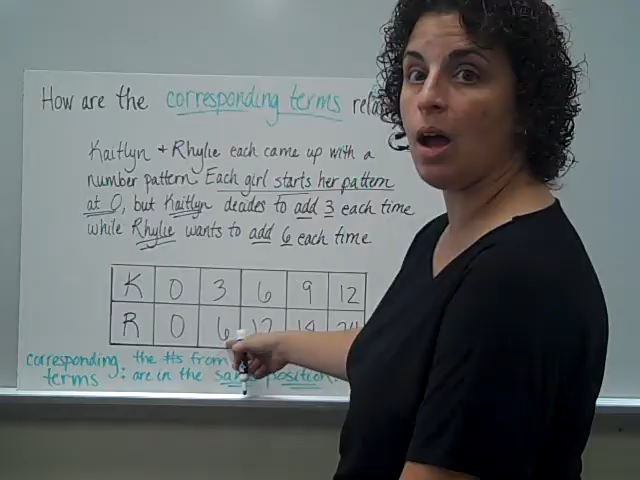 How are the corresponding terms
Kaitlyn + Rhylie each came up with a
number pattern. Each girl starts her pattern
at 0, but Kaitlyn decides to add 3 each time
while Rhylie wants to add 6 each time
K 0 3 6 9 12
R 0 6 12
corresponding terms: the #s from
are in the same position